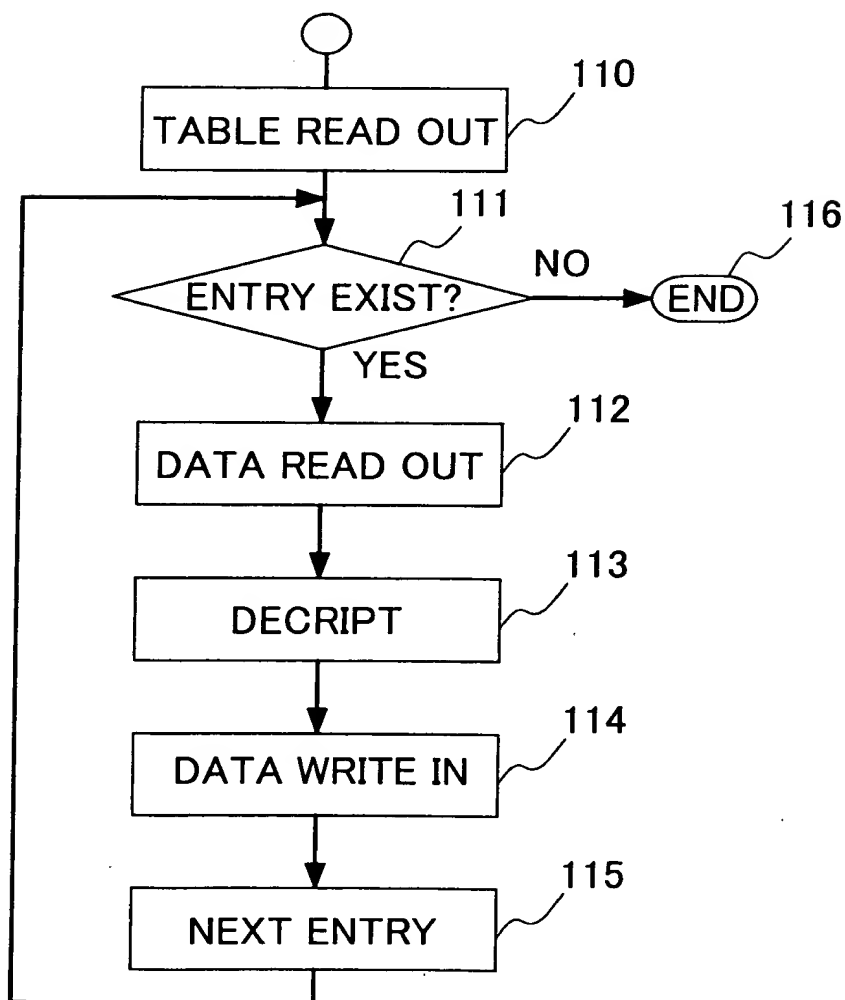 110
TABLE READ OUT
111
116
NO
ENTRY EXIST?
END
YES
112
DATA READ OUT
113
DECRIPT
114
DATA WRITE IN
115
NEXT ENTRY